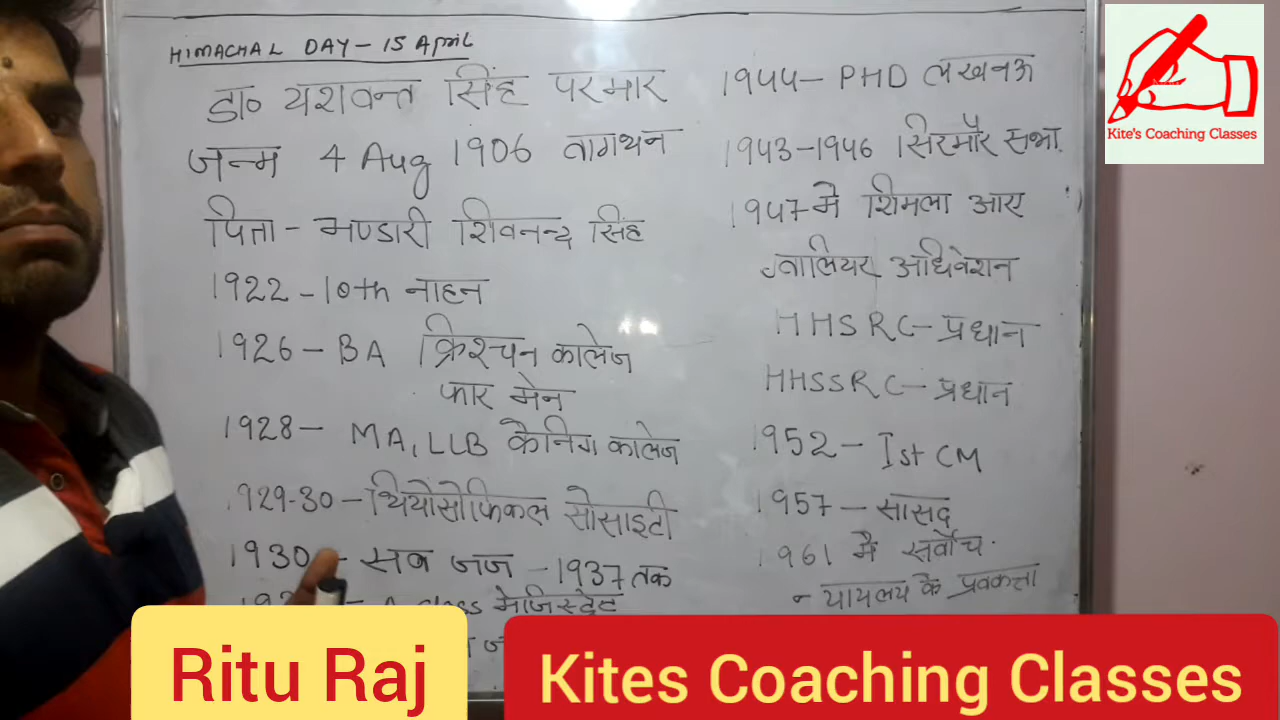 HIMACHAL DAY - 15 April
डा० यशवन्त सिंह परमार
जन्म 4 Aug 1906 वागथन
पिता - भण्डारी शिवनन्द सिंह
1922 - 10th नाहन
1926 - BA क्रिश्चन कालेज
फार मेन
1928 - MA, LLB कैनिग कालेज
1929-30 - थियोसोफिकल सोसाइटी
1930 - सब जज - 1937 तक
class मेजिस्ट्रेट
1944 - PHD लखनऊ
1943-1946 सिरमौर सभा.
1947 मे शिमला आए
ग्वालियर अधिवेशन
HHSRC - प्रधान
HHSSRC - प्रधान
1952 - Ist CM
1957 - सासद
1961 मै सर्वोच.
न्यायलय के प्रवक्ता
Kite's Coaching Classes
Ritu Raj
Kites Coaching Classes